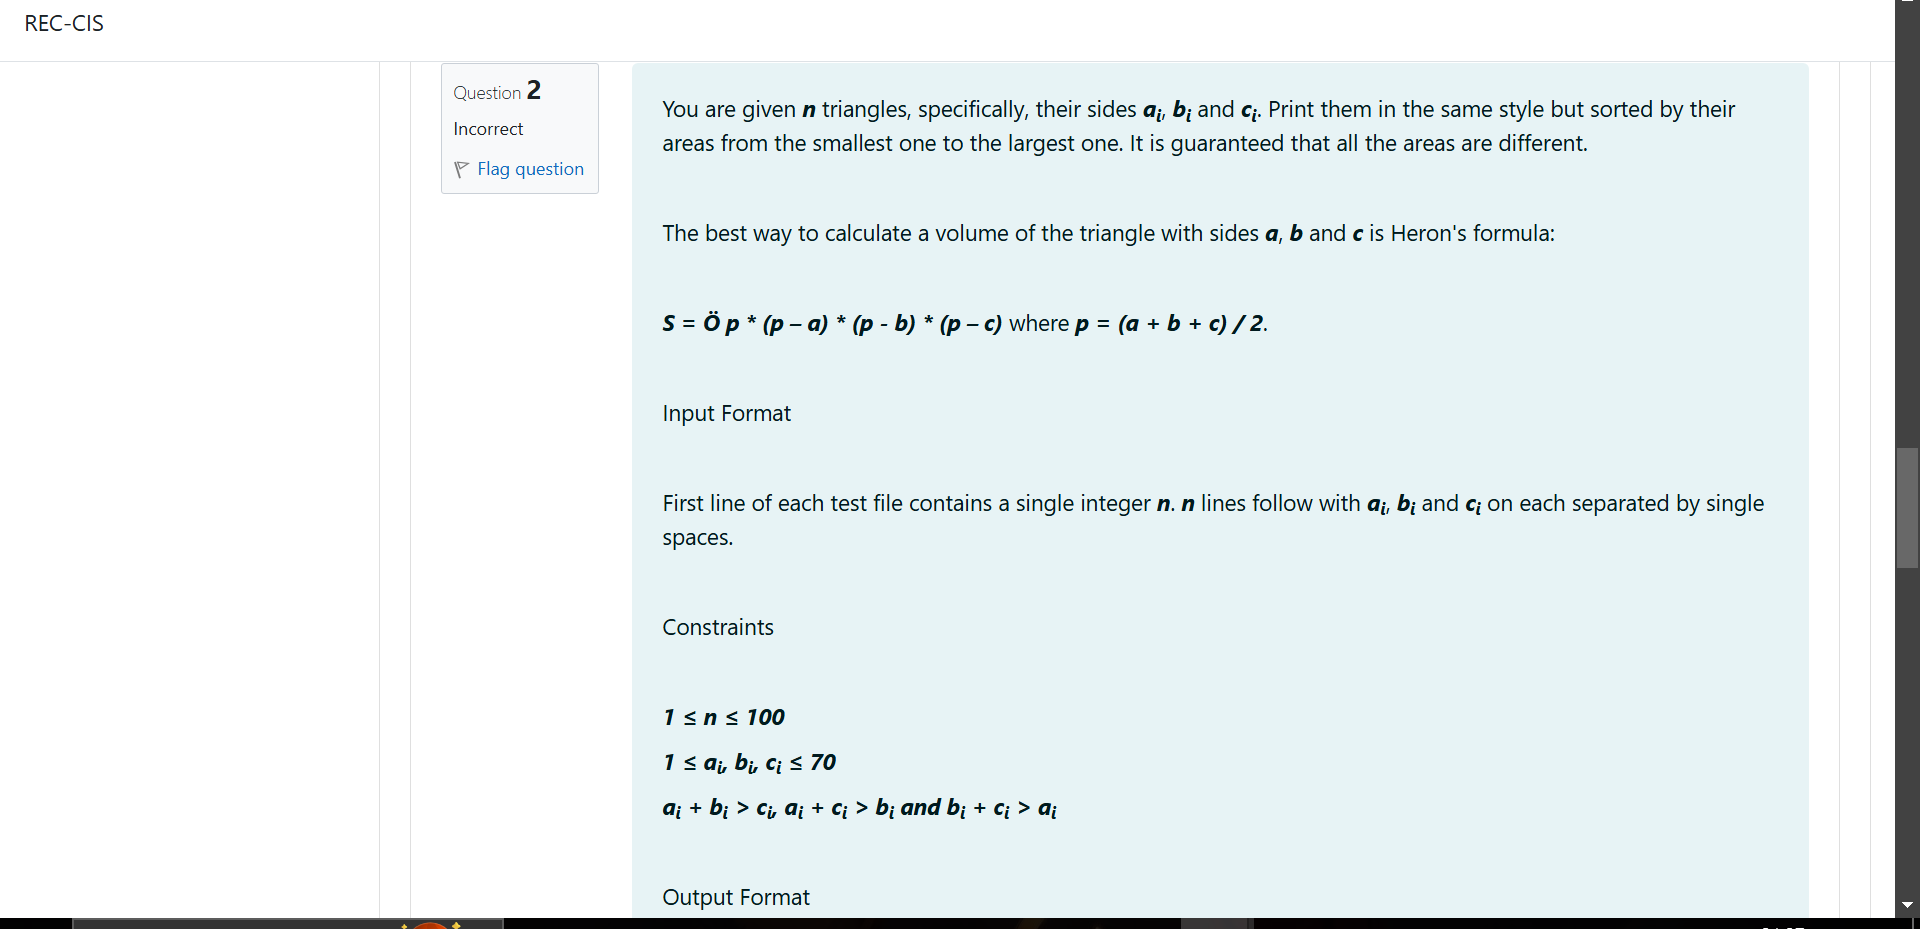 REC-CIS
Question 2
Incorrect
Flag question
You are given n triangles, specifically, their sides ai, bi and ci. Print them in the same style but sorted by their
areas from the smallest one to the largest one. It is guaranteed that all the areas are different.
The best way to calculate a volume of the triangle with sides a, b and c is Heron's formula:
S = Ö p * (p – a) * (p - b) * (p – c) where p = (a + b + c) / 2.
Input Format
First line of each test file contains a single integer n. n lines follow with ai, bi and ci on each separated by single
spaces.
Constraints
1 ≤ n ≤ 100
1 ≤ ai, bi, ci ≤ 70
ai + bi > ci, ai + ci > bi and bi + ci > ai
Output Format